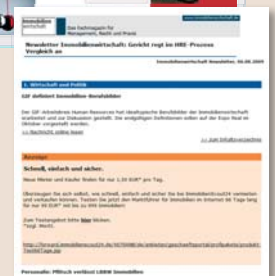 Immobilien
wirtschaft
Das Fachmagazin für
Management, Recht und Praxis
Newsletter Immobilienwirtschaft: Gericht regt im HRE-Prozess
Vergleich an
Immobilienwirtschaft Newsletter, 06.08.2009
1. Wirtschaft und Politik
GIF definiert Immobilien-Berufsbilder
Der GIF-Arbeitskreis Human Resources hat idealtypische Berufsbilder der Immobilienwirtschaft
erarbeitet und zur Diskussion gestellt. Die endgültigen Definitionen sollen auf der Expo Real im
Oktober vorgestellt werden.
>> Nachricht online lesen
>> zum Inhaltsverzeichnis
Anzeige
Schnell, einfach und sicher.
Neue Mieter und Käufer finden für nur 1,30 EUR* pro Tag.
Überzeugen Sie sich selbst, wie schnell, einfach und sicher Sie bei ImmobilienScout24 vermieten
und verkaufen können. Testen Sie jetzt den Marktführer für Immobilien im Internet 90 Tage lang
für nur EUR* mit bis zu Immobilien!
Zum Testangebot bitte hier klicken.
*zzgl. MwSt.
Personalie: Pfitsch verlässt LBBW Immobilien